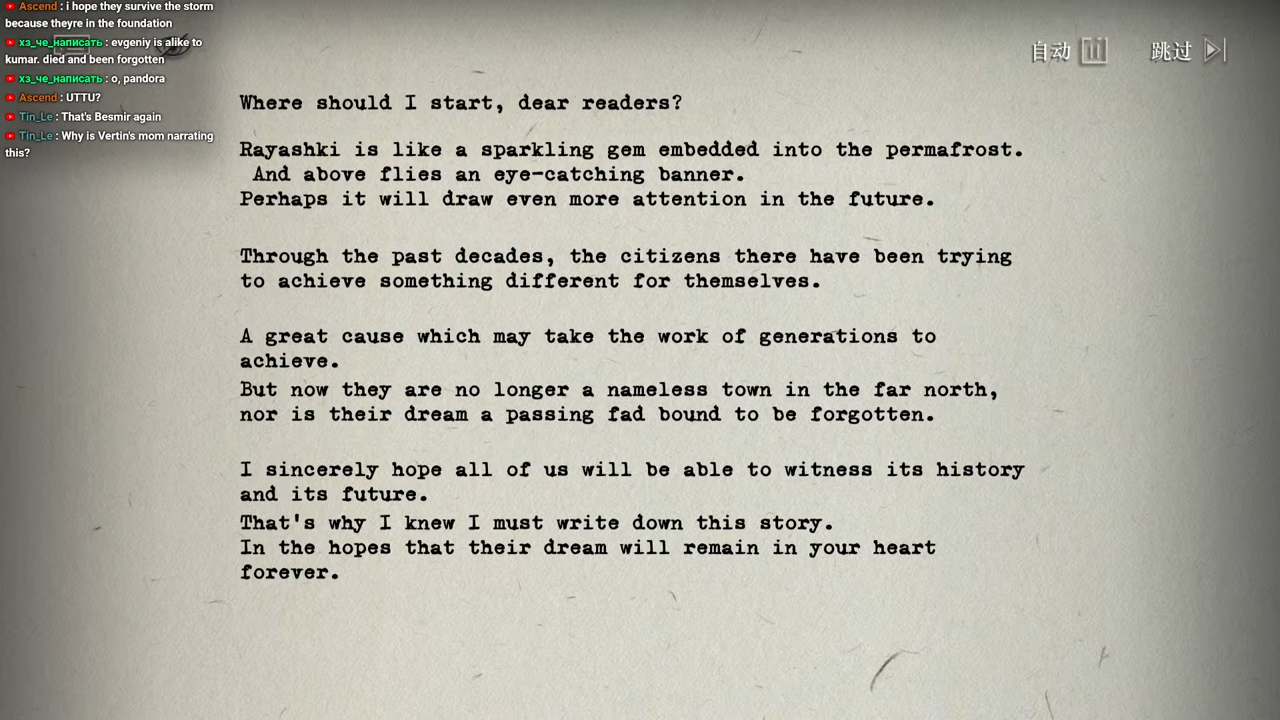 Ascend : i hope they survive the storm
because theyre in the foundation
хз_че_написать : evgeniy is alike to
kumar. died and been forgotten
хз_че_написать : o, pandora
Ascend : UTTU?
Tin_Le : That's Besmir again
Tin_Le : Why is Vertin's mom narrating
this?
自动
跳过
Where should I start, dear readers?
Rayashki is like a sparkling gem embedded into the permafrost.
And above flies an eye-catching banner.
Perhaps it will draw even more attention in the future.
Through the past decades, the citizens there have been trying
to achieve something different for themselves.
A great cause which may take the work of generations to
achieve.
But now they are no longer a nameless town in the far north,
nor is their dream a passing fad bound to be forgotten.
I sincerely hope all of us will be able to witness its history
and its future.
That's why I knew I must write down this story.
In the hopes that their dream will remain in your heart
forever.